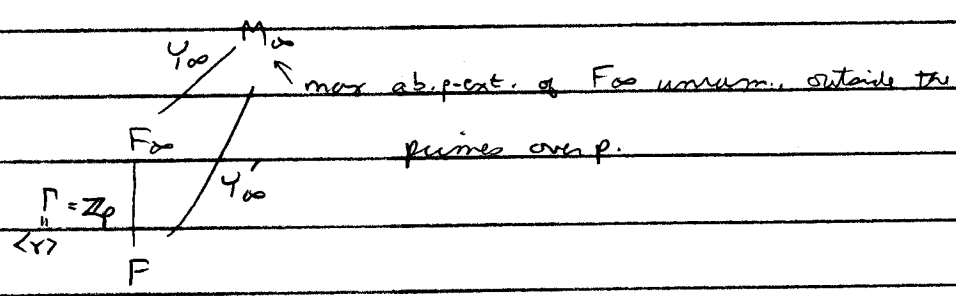 M∞
Y∞
max ab. p-ext. of F∞ unram. outside the
F∞
primes over p.
Y'∞
Γ = ℤp
"
<γ>
F